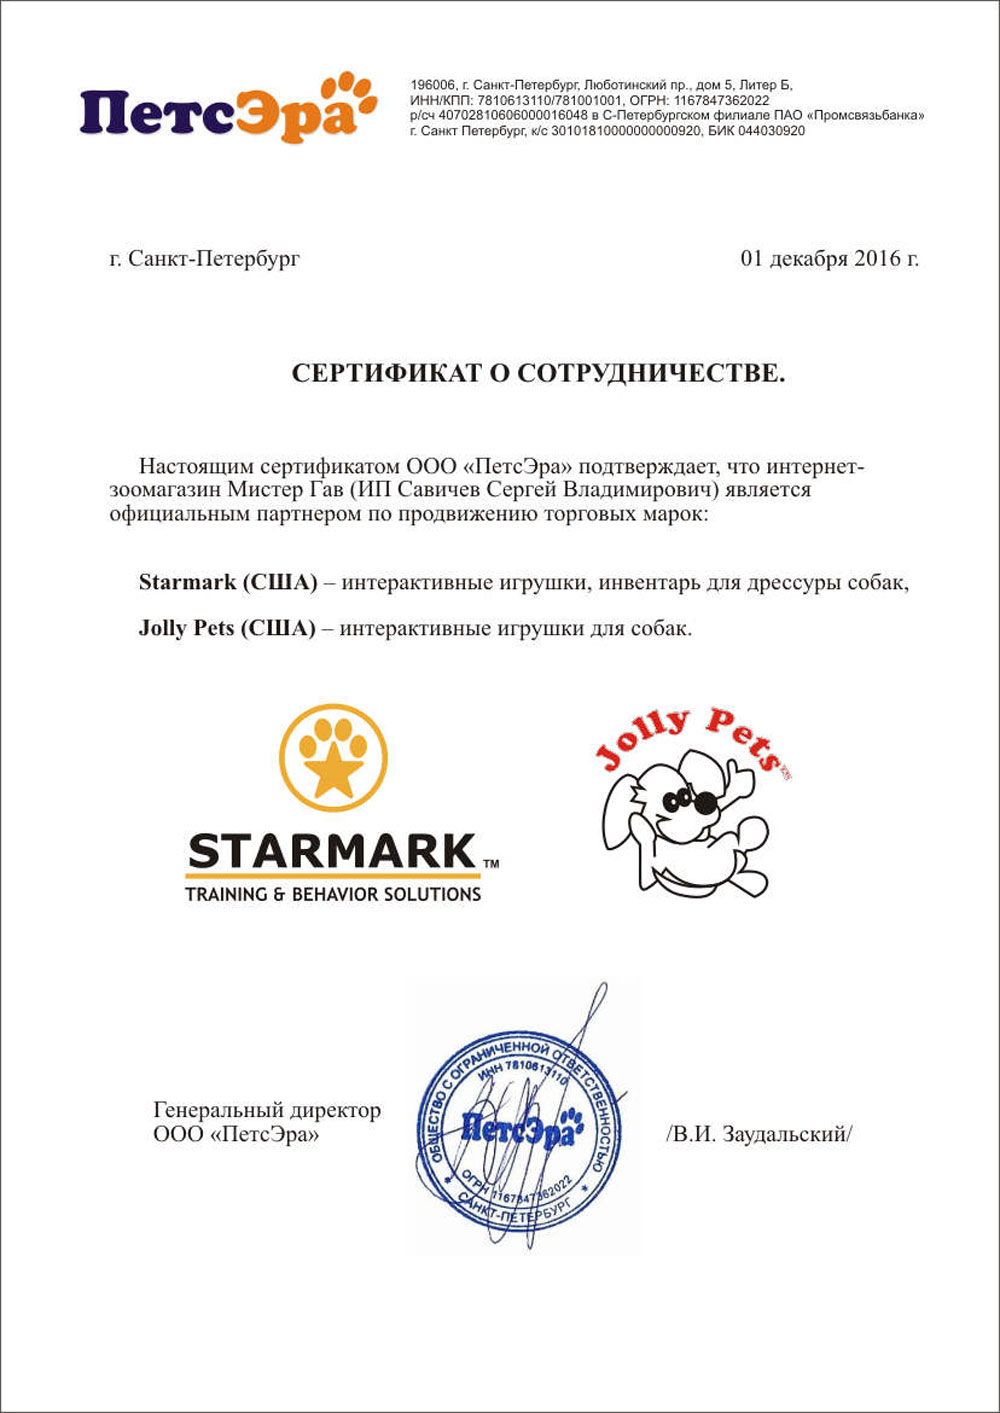 ПетсЭра
196006, г. Санкт-Петербург, Люботинский пр., дом 5, Литер Б,
ИНН/КПП: 7810613110/781001001, ОГРН: 1167847362022
р/сч 40702810606000016048 в С-Петербургском филиале ПАО «Промсвязьбанка»
г. Санкт Петербург, к/с 30101810000000000920, БИК 044030920
г. Санкт-Петербург
01 декабря 2016 г.
СЕРТИФИКАТ О СОТРУДНИЧЕСТВЕ.
Настоящим сертификатом ООО «ПетсЭра» подтверждает, что интернет-
зоомагазин Мистер Гав (ИП Савичев Сергей Владимирович) является
официальным партнером по продвижению торговых марок:
Starmark (США) – интерактивные игрушки, инвентарь для дрессуры собак,
Jolly Pets (США) – интерактивные игрушки для собак.
STARMARK TM
TRAINING & BEHAVIOR SOLUTIONS
Jolly Pets
Генеральный директор
ООО «ПетсЭра»
ОБЩЕСТВО С ОГРАНИЧЕННОЙ ОТВЕТСТВЕННОСТЬЮ
ИНН 7810613110
ПетсЭра
ОГРН 1167847362022
* САНКТ-ПЕТЕРБУРГ *
/В.И. Заудальский/